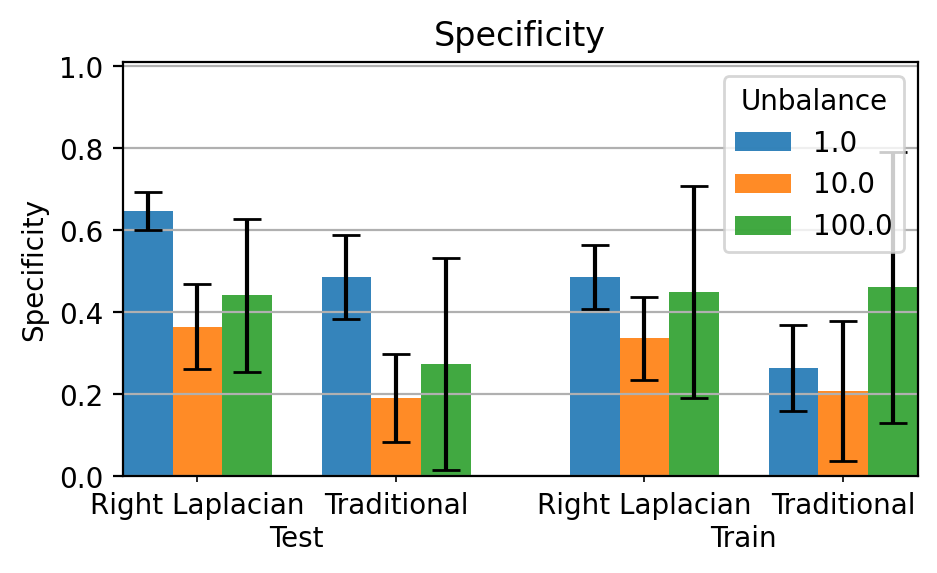 Specificity
Specificity
1.0
0.8
0.6
0.4
0.2
0.0
Unbalance
1.0
10.0
100.0
Right Laplacian Traditional Right Laplacian Traditional
Test Train